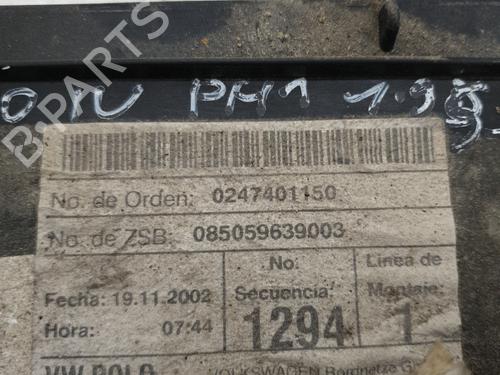 PH1 1.9
B-PARTS
No. de Orden: 0247401150
No. de ZSB: 085059639003
No. Secuencia: 1294
Linea de Montaje: 1
Fecha: 19.11.2002
Hora: 07:44
VW POLO
VOLKSWAGEN Bordnetze